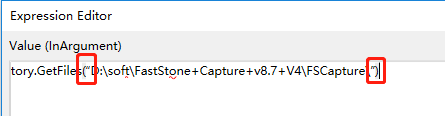 Expression Editor
Value (InArgument)
tory.GetFiles(“D:\soft\FastStone+Capture+v8.7+V4\FSCapture\”)